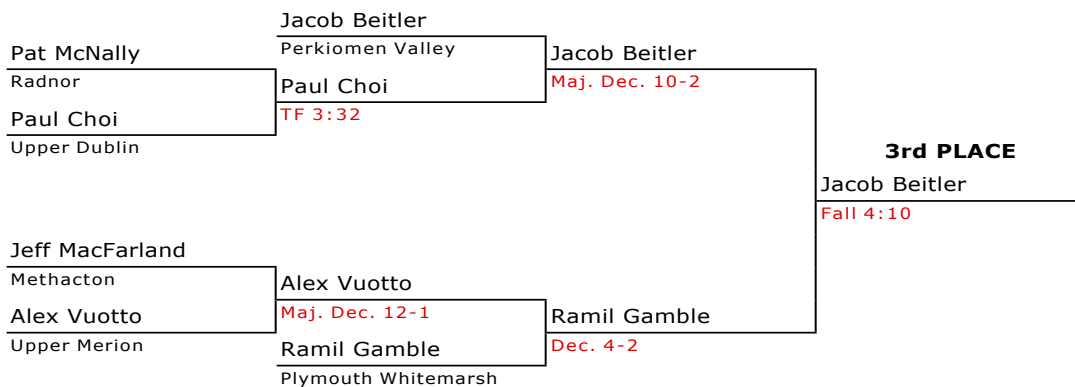 Jacob Beitler
Perkiomen Valley
Pat McNally
Radnor
Jacob Beitler
Maj. Dec. 10-2
Paul Choi
TF 3:32
Paul Choi
Upper Dublin
3rd PLACE
Jacob Beitler
Fall 4:10
Jeff MacFarland
Methacton
Alex Vuotto
Maj. Dec. 12-1
Alex Vuotto
Upper Merion
Ramil Gamble
Dec. 4-2
Ramil Gamble
Plymouth Whitemarsh